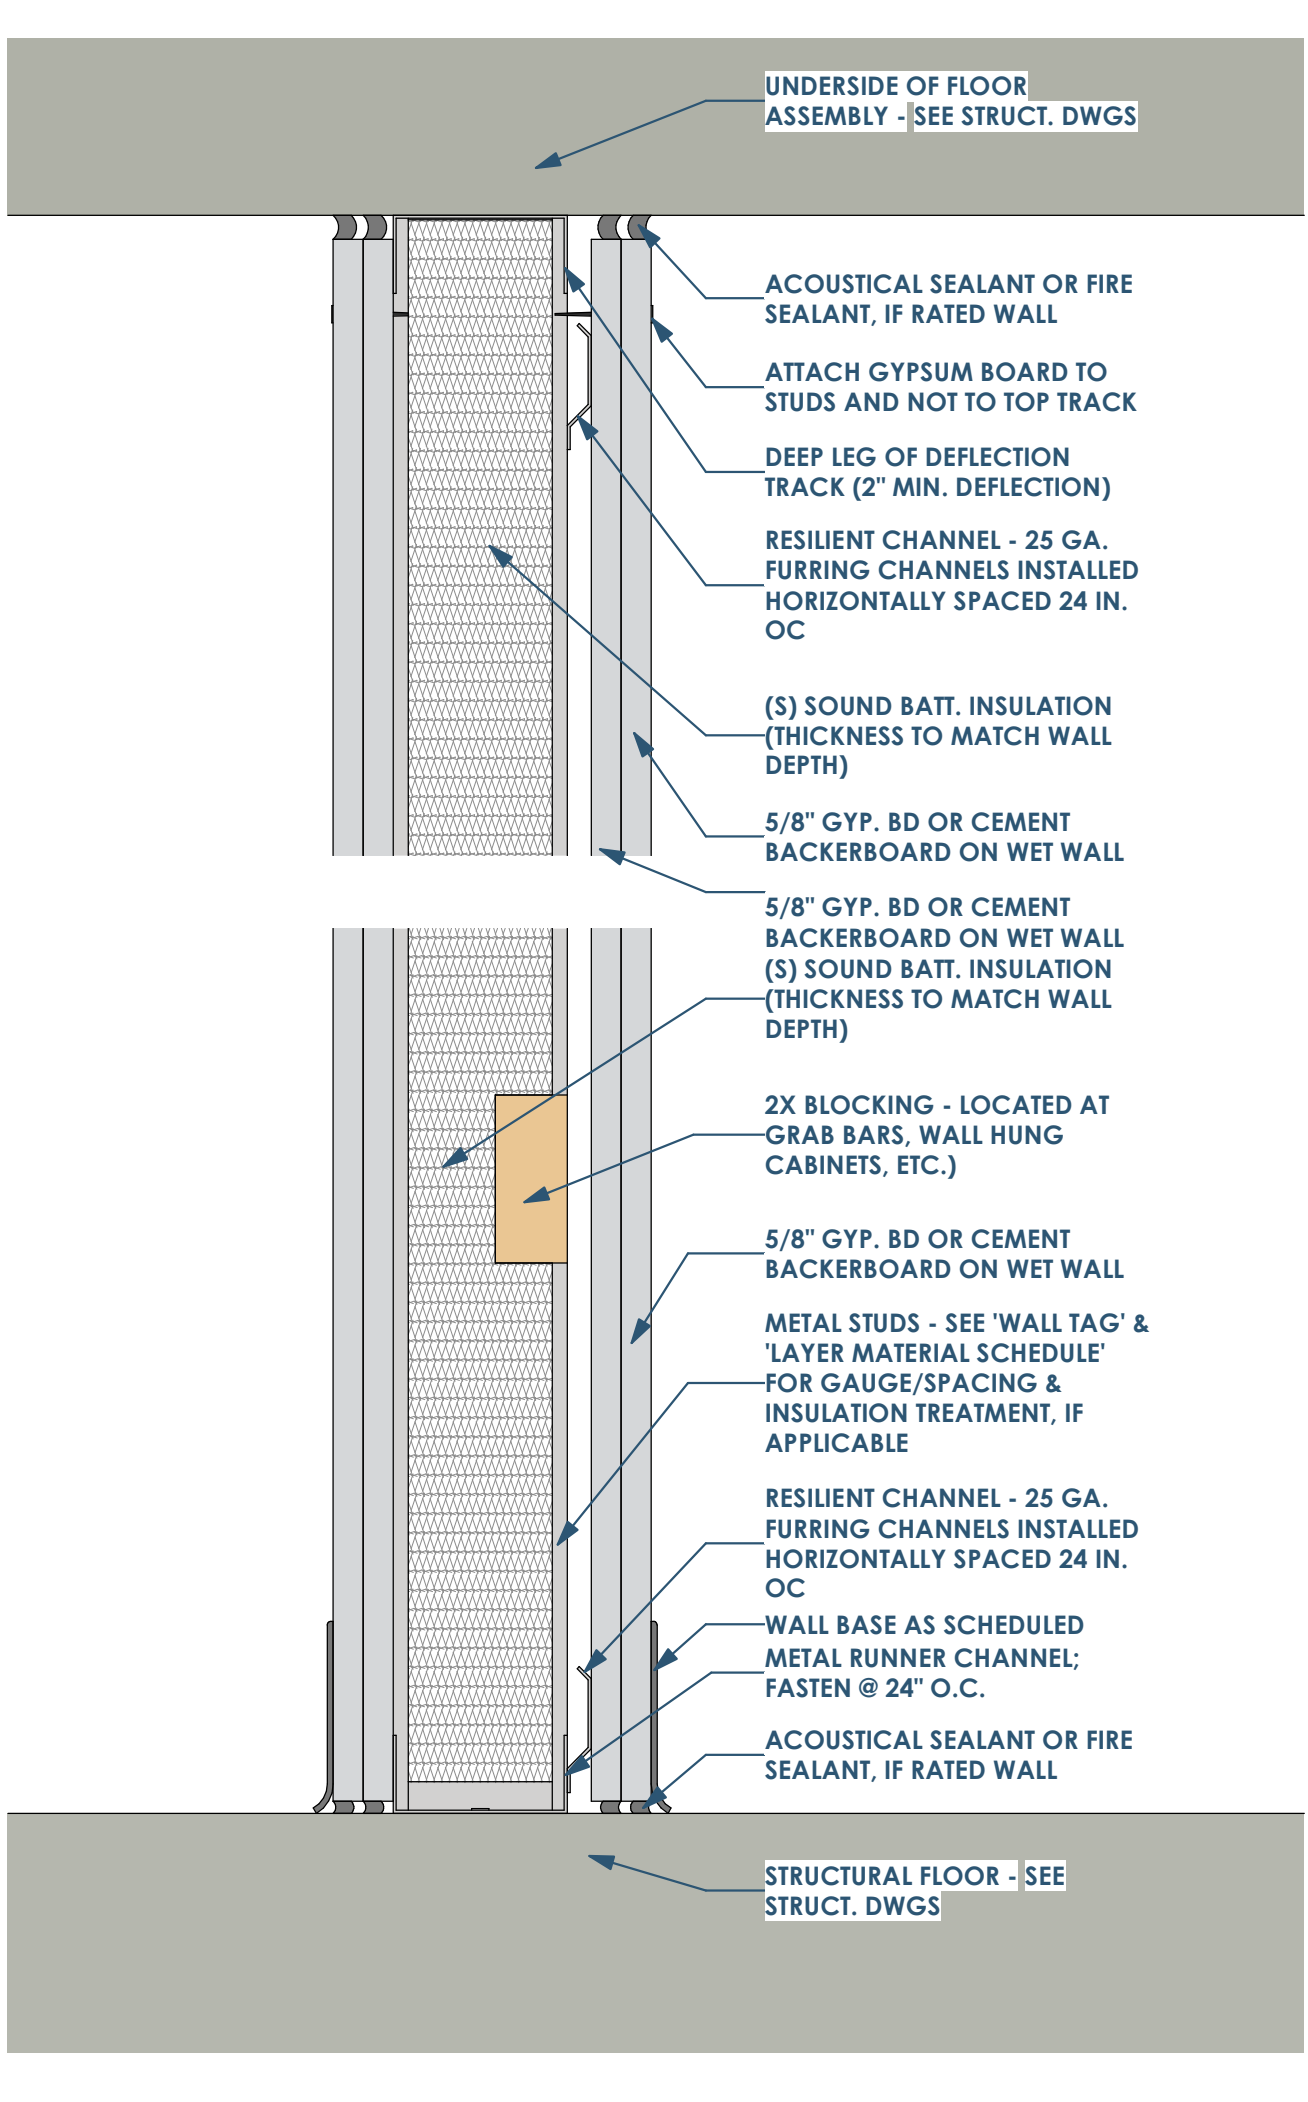 UNDERSIDE OF FLOOR
ASSEMBLY - SEE STRUCT. DWGS
ACOUSTICAL SEALANT OR FIRE
SEALANT, IF RATED WALL
ATTACH GYPSUM BOARD TO
STUDS AND NOT TO TOP TRACK
DEEP LEG OF DEFLECTION
TRACK (2" MIN. DEFLECTION)
RESILIENT CHANNEL - 25 GA.
FURRING CHANNELS INSTALLED
HORIZONTALLY SPACED 24 IN.
OC
(S) SOUND BATT. INSULATION
(THICKNESS TO MATCH WALL
DEPTH)
5/8" GYP. BD OR CEMENT
BACKERBOARD ON WET WALL
5/8" GYP. BD OR CEMENT
BACKERBOARD ON WET WALL
(S) SOUND BATT. INSULATION
(THICKNESS TO MATCH WALL
DEPTH)
2X BLOCKING - LOCATED AT
GRAB BARS, WALL HUNG
CABINETS, ETC.)
5/8" GYP. BD OR CEMENT
BACKERBOARD ON WET WALL
METAL STUDS - SEE 'WALL TAG' &
'LAYER MATERIAL SCHEDULE'
FOR GAUGE/SPACING &
INSULATION TREATMENT, IF
APPLICABLE
RESILIENT CHANNEL - 25 GA.
FURRING CHANNELS INSTALLED
HORIZONTALLY SPACED 24 IN.
OC
WALL BASE AS SCHEDULED
METAL RUNNER CHANNEL;
FASTEN @ 24" O.C.
ACOUSTICAL SEALANT OR FIRE
SEALANT, IF RATED WALL
STRUCTURAL FLOOR - SEE
STRUCT. DWGS